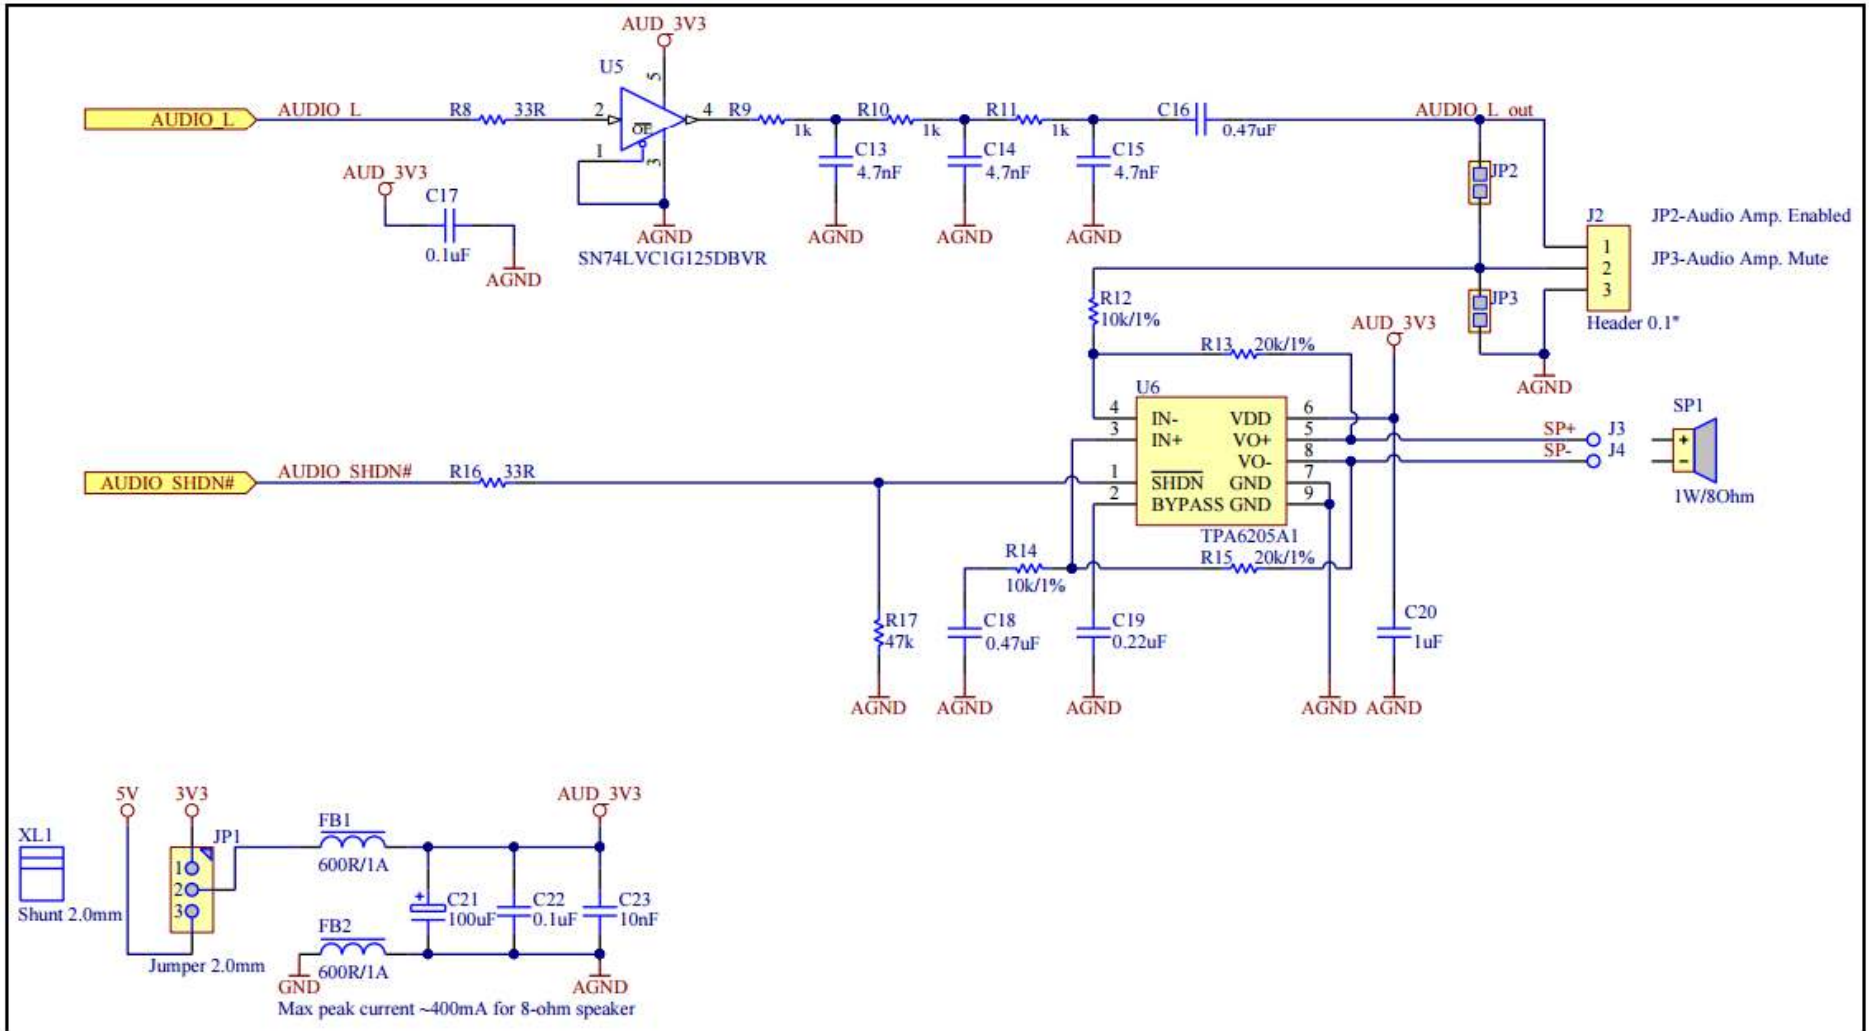 AUD_3V3
U5
5
AUDIO_L
AUDIO_L
R8 33R
2
OE
4
R9
1k
R10
1k
R11
1k
C16
0.47uF
AUDIO_L_out
1
3
C13
4.7nF
C14
4.7nF
C15
4.7nF
JP2
AUD_3V3
C17
0.1uF
AGND
AGND
SN74LVC1G125DBVR
AGND
AGND
AGND
J2
JP2-Audio Amp. Enabled
1
2
3
JP3-Audio Amp. Mute
Header 0.1"
R12
10k/1%
JP3
AUD_3V3
R13 20k/1%
AGND
U6
4 IN- VDD 6
3 IN+ VO+ 5
VO- 8
1 SHDN GND 7
2 BYPASS GND 9
TPA6205A1
SP+ J3
SP- J4
SP1
+
-
1W/8Ohm
AUDIO_SHDN#
AUDIO_SHDN#
R16 33R
R14
10k/1%
R15 20k/1%
R17
47k
C18
0.47uF
C19
0.22uF
C20
1uF
AGND
AGND
AGND
AGND
AGND
5V
3V3
AUD_3V3
XL1
Shunt 2.0mm
JP1
1
2
3
Jumper 2.0mm
FB1
600R/1A
+
C21
100uF
C22
0.1uF
C23
10nF
FB2
600R/1A
GND
AGND
Max peak current ~400mA for 8-ohm speaker